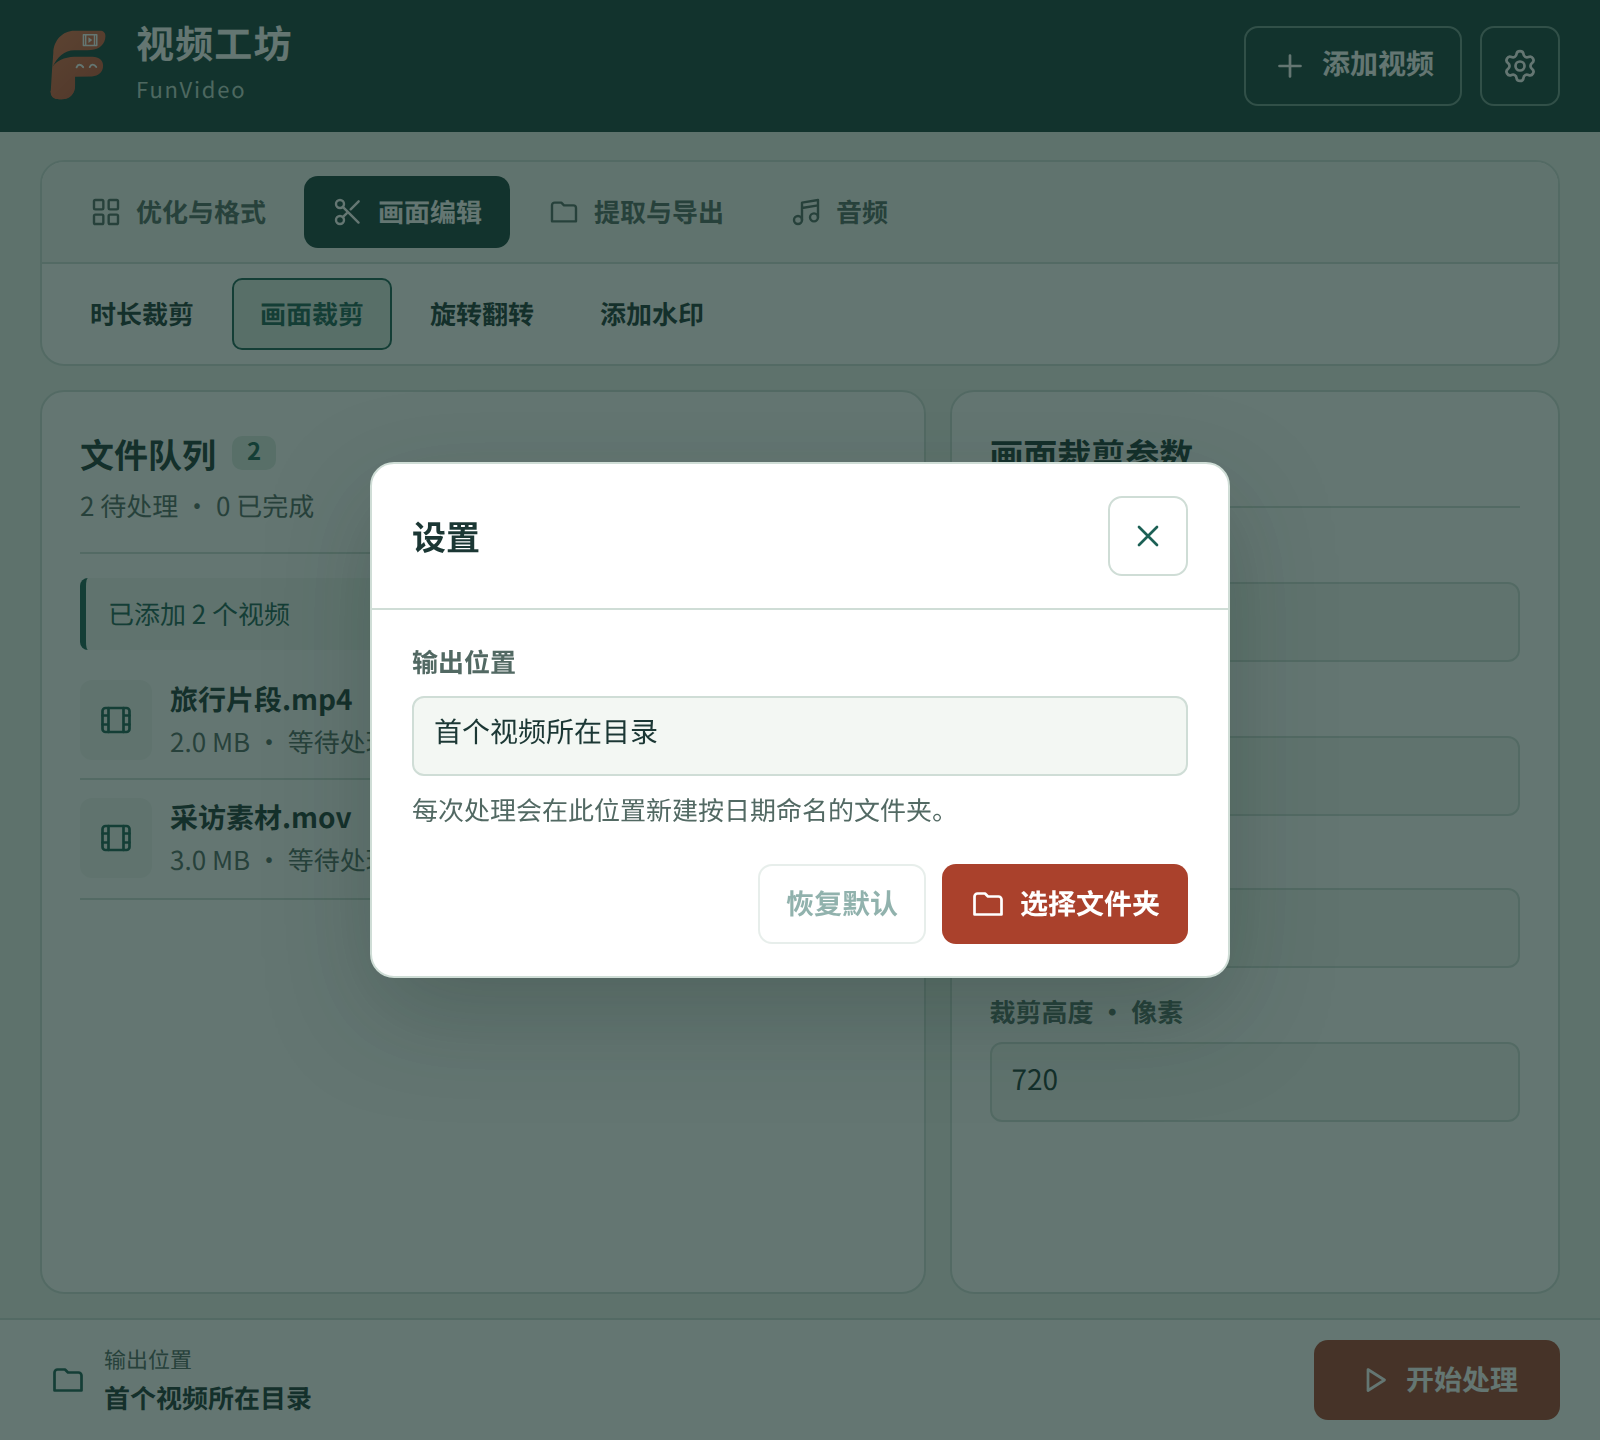 视频工坊
FunVideo
添加视频
优化与格式
画面编辑
提取与导出
音频
时长裁剪
画面裁剪
旋转翻转
添加水印
文件队列 2
2 待处理 • 0 已完成
已添加 2 个视频
旅行片段.mp4
2.0 MB • 等待处
采访素材.mov
3.0 MB • 等待处
画面裁剪参数
设置
输出位置
首个视频所在目录
每次处理会在此位置新建按日期命名的文件夹。
恢复默认
选择文件夹
裁剪高度 • 像素
720
输出位置
首个视频所在目录
开始处理